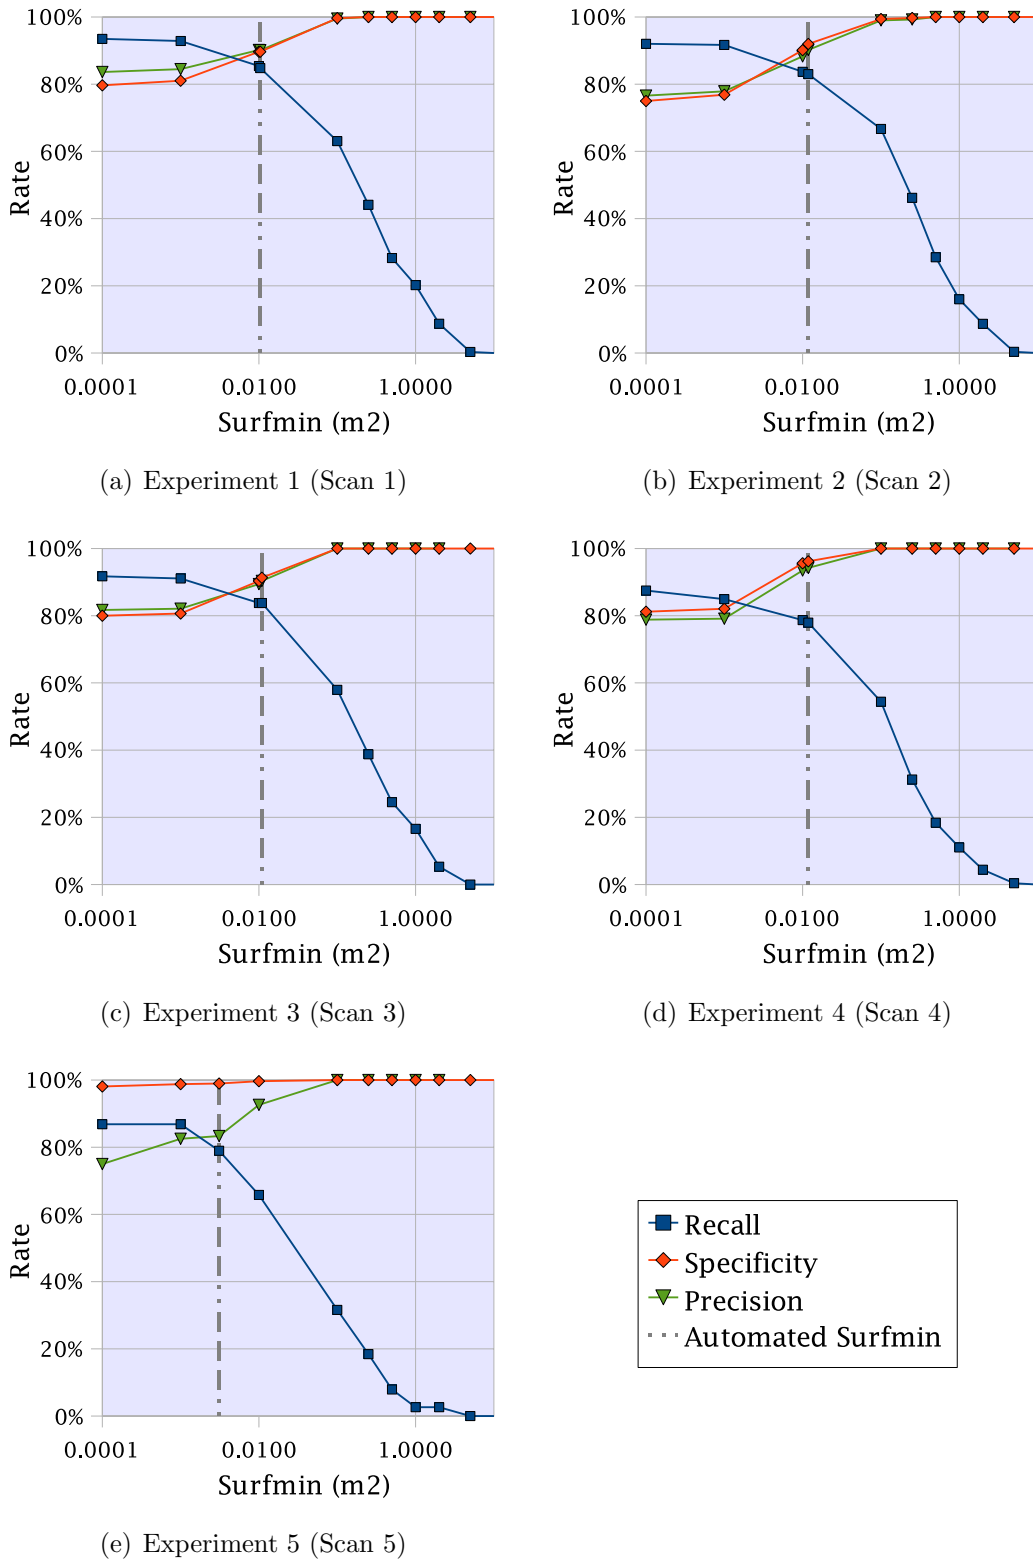 100%
80%
60%
40%
20%
0%
Rate
0.0001 0.0100 1.0000
Surfmin (m2)
(a) Experiment 1 (Scan 1)
100%
80%
60%
40%
20%
0%
Rate
0.0001 0.0100 1.0000
Surfmin (m2)
(b) Experiment 2 (Scan 2)
100%
80%
60%
40%
20%
0%
Rate
0.0001 0.0100 1.0000
Surfmin (m2)
(c) Experiment 3 (Scan 3)
100%
80%
60%
40%
20%
0%
Rate
0.0001 0.0100 1.0000
Surfmin (m2)
(d) Experiment 4 (Scan 4)
100%
80%
60%
40%
20%
0%
Rate
0.0001 0.0100 1.0000
Surfmin (m2)
(e) Experiment 5 (Scan 5)
Recall
Specificity
Precision
Automated Surfmin